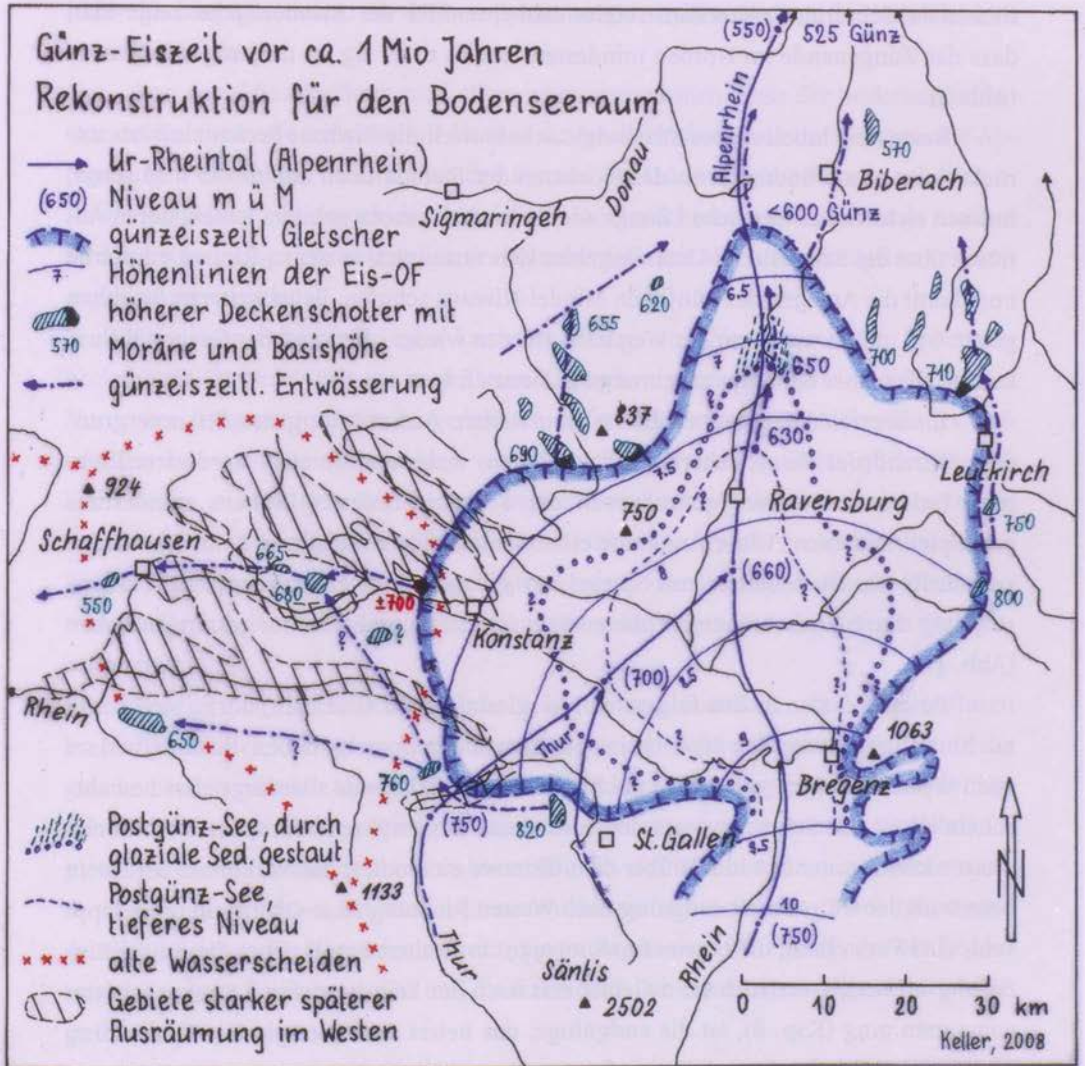 Günz-Eiszeit vor ca. 1 Mio Jahren
Rekonstruktion für den Bodenseeraum
Ur-Rheintal (Alpenrhein)
(650) Niveau m ü M
günzeiszeitl Gletscher
7 Höhenlinien der Eis-OF
höherer Deckenschotter mit
570 Moräne und Basishöhe
günzeiszeitl. Entwässerung
(550)
525 Günz
Alpenrhein
570
Biberach
<600 Günz
Donau
Sigmaringen
6,5
620
655
7
650
700
710
837
690
7,5
630
Leutkirch
924
750
Ravensburg
750
Schaffhausen
665
680
8
(660)
800
550
±700
Konstanz
?
(700)
8,5
Rhein
650
?
Thur
9
1063
760
Bregenz
(750)
820
St.Gallen
9,5
Postgünz-See durch
glaziale Sed gestaut
Postgünz-See
tieferes Niveau
1133
alte Wasserscheiden
Gebiete starker späterer
Ausräumung im Westen
Thur
Säntis
2502
Rhein
10
(750)
N
0 10 20 30 km
Keller, 2008